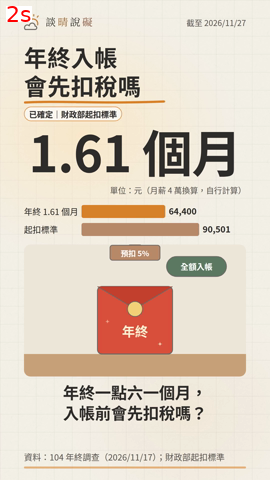 2s
談晴說礙
截至 2026/11/27
年終入帳
會先扣稅嗎
已確定｜財政部起扣標準
1.61 個月
單位：元（月薪 4 萬換算，自行計算）
年終 1.61 個月
64,400
起扣標準
90,501
預扣 5%
全額入帳
年終
年終一點六一個月，
入帳前會先扣稅嗎？
資料：104 年終調查（2026/11/17）；財政部起扣標準